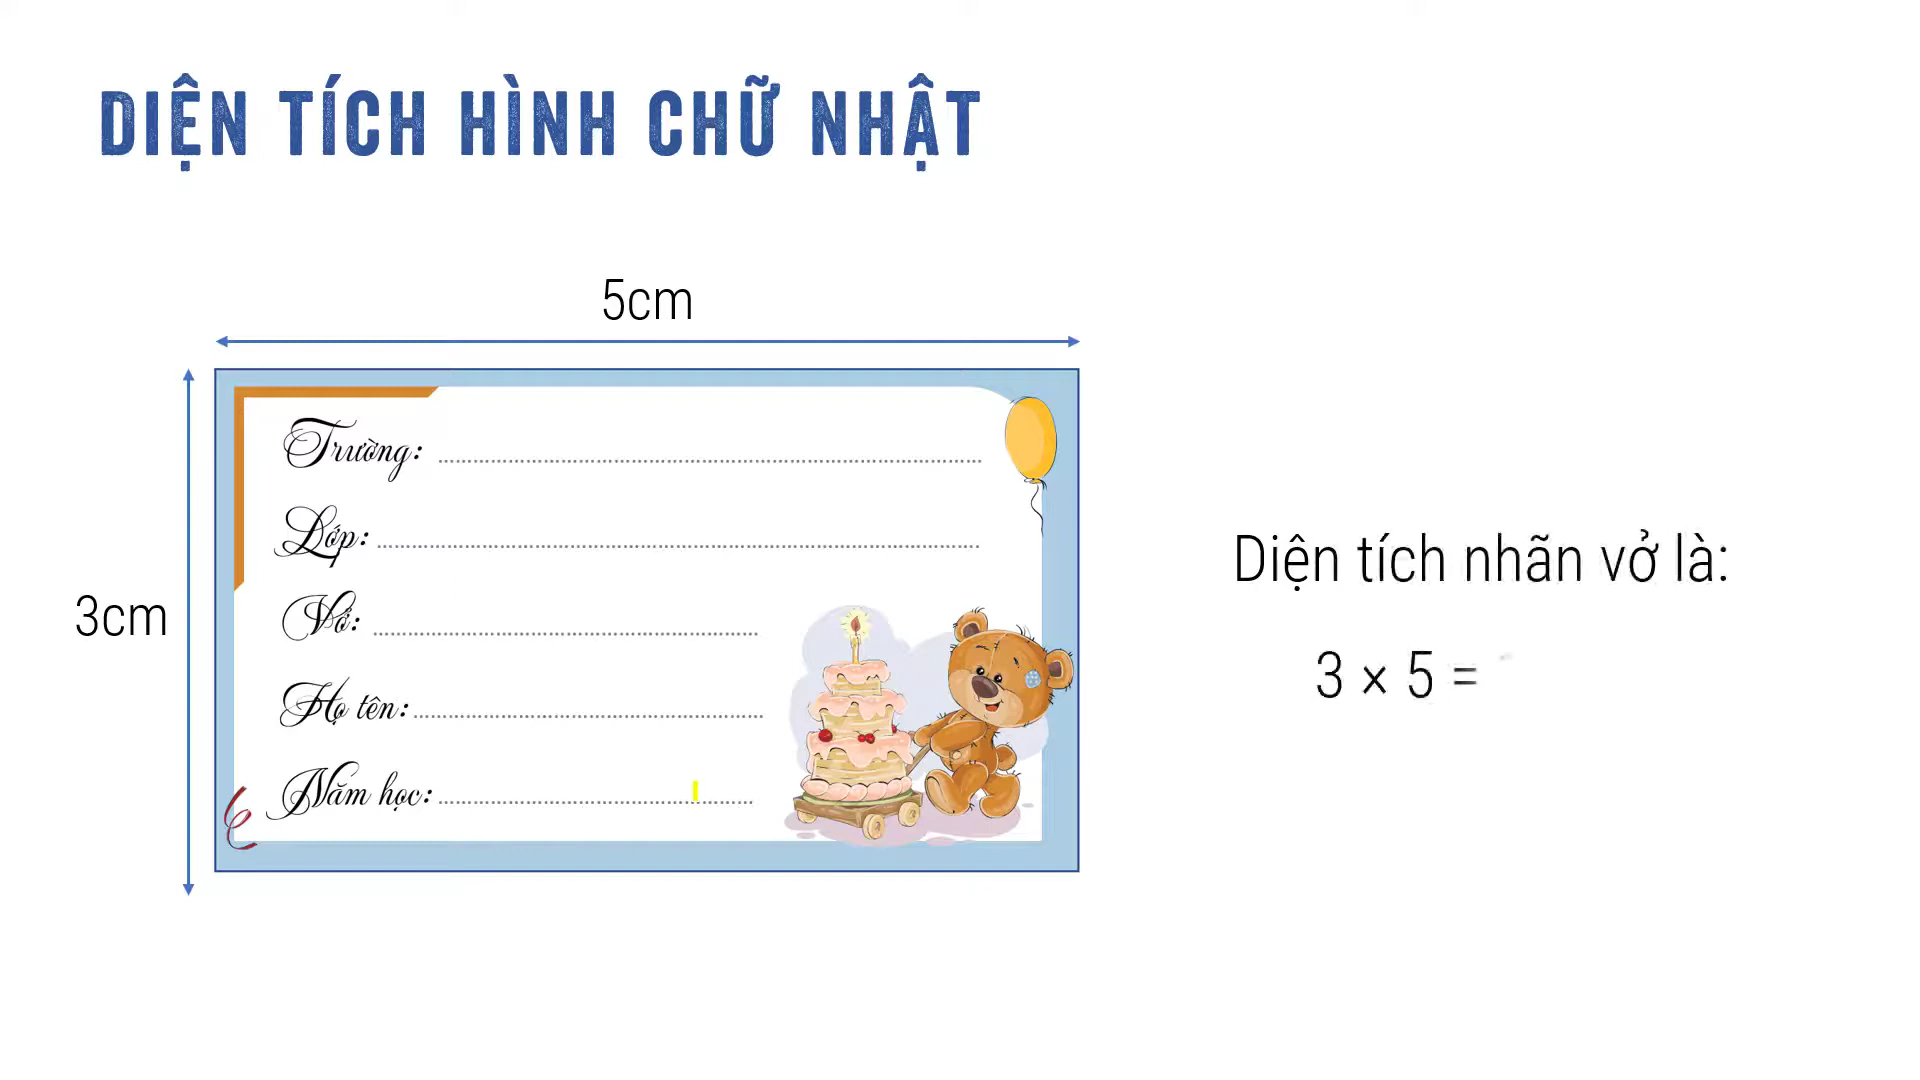 DIỆN TÍCH HÌNH CHỮ NHẬT
5cm
3cm
Trường:
Lớp:
Vở:
Họ tên:
Năm học:
Diện tích nhãn vở là:
3 × 5 =